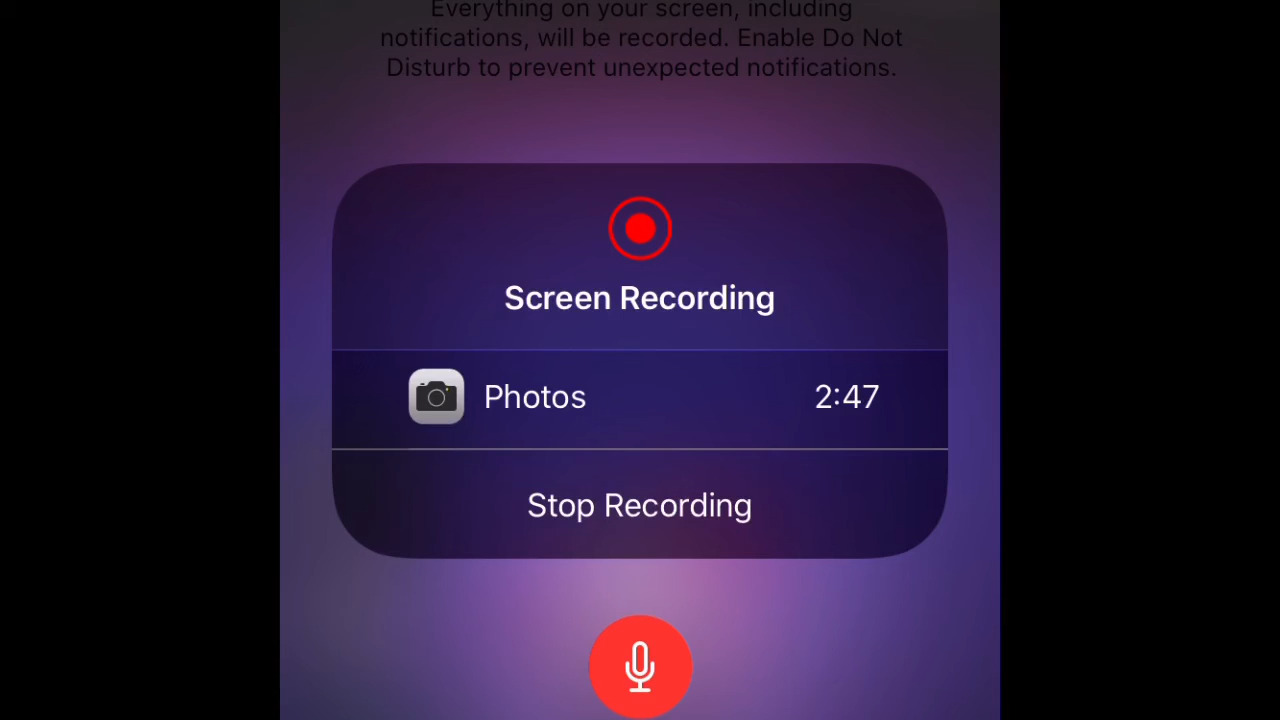 Everything on your screen, including
notifications, will be recorded. Enable Do Not
Disturb to prevent unexpected notifications.
Screen Recording
Photos 2:47
Stop Recording